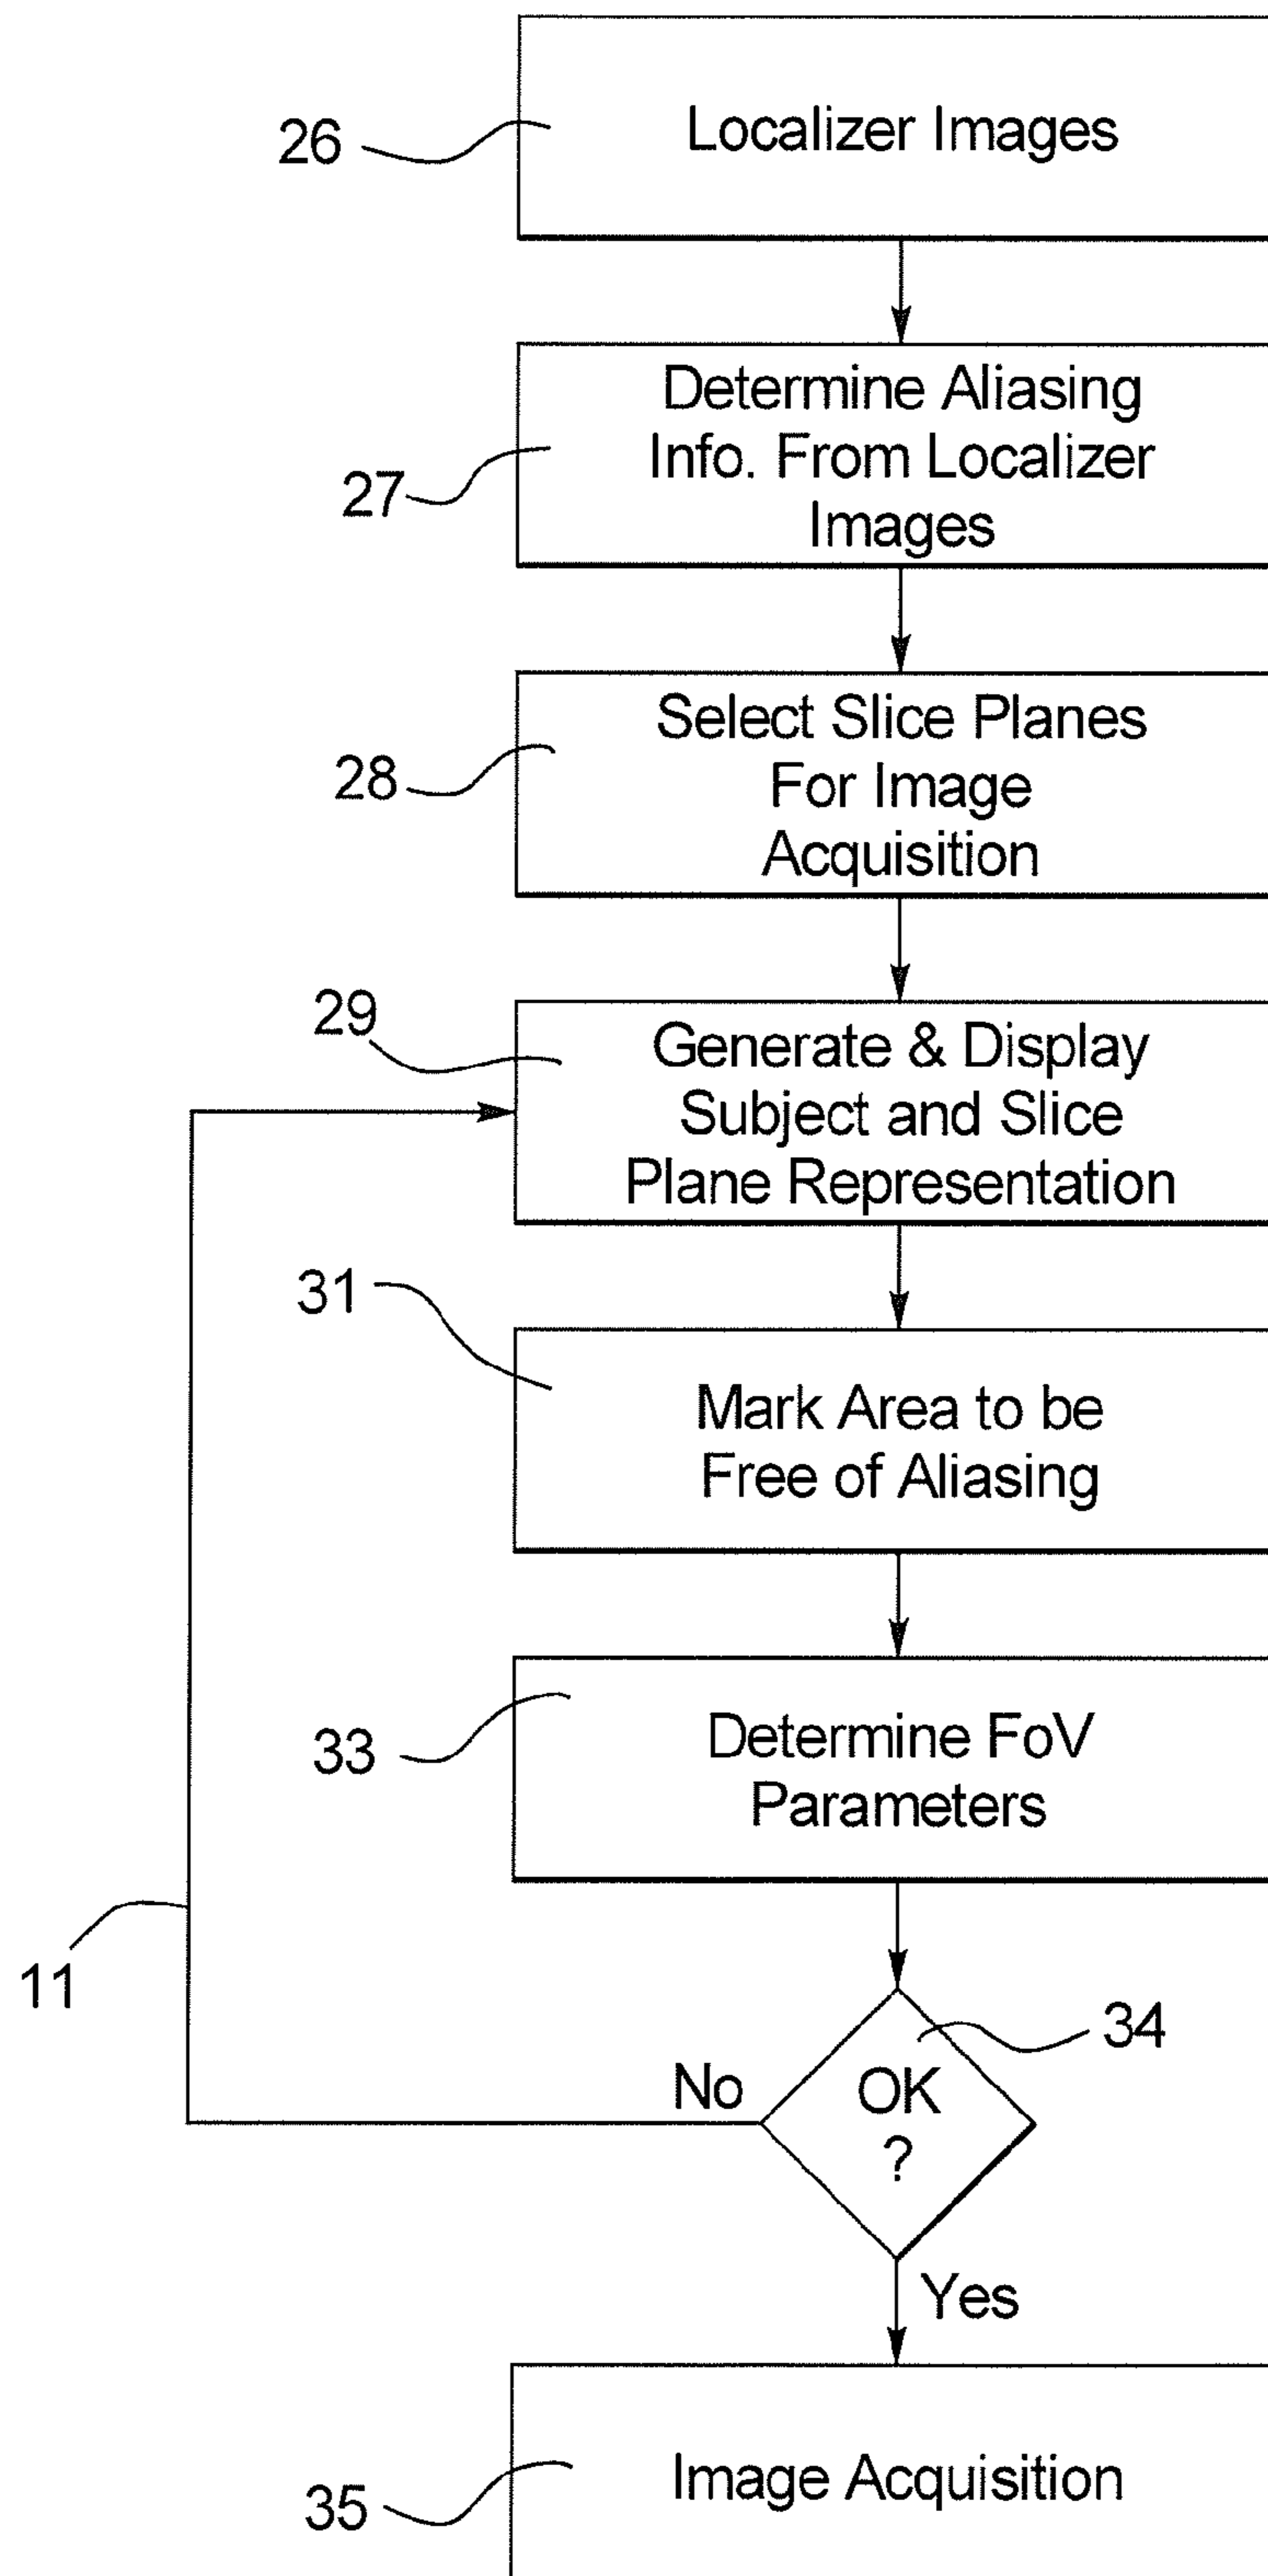 26
Localizer Images
27
Determine Aliasing
Info. From Localizer
Images
28
Select Slice Planes
For Image
Acquisition
29
Generate & Display
Subject and Slice
Plane Representation
31
Mark Area to be
Free of Aliasing
33
Determine FoV
Parameters
11
34
No
OK
?
Yes
35
Image Acquisition